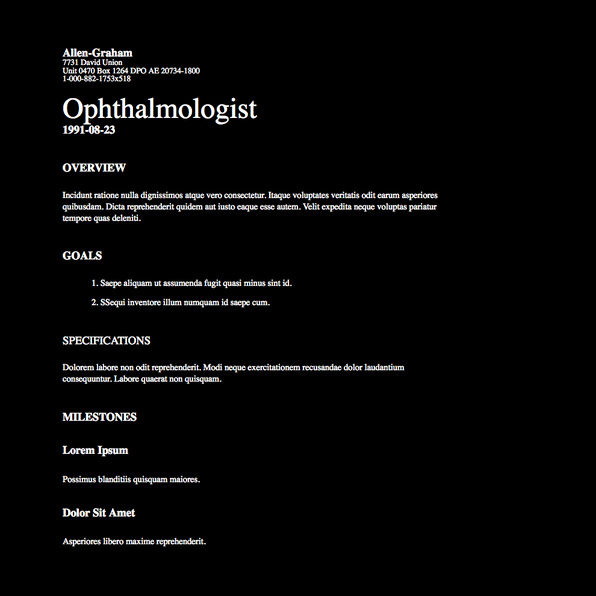 Allen-Graham
7731 David Union
Unit 0470 Box 1264 DPO AE 20734-1800
1-000-882-1753x518
Ophthalmologist
1991-08-23
OVERVIEW
Incidunt ratione nulla dignissimos atque vero consectetur. Itaque voluptates veritatis odit earum asperiores
quibusdam. Dicta reprehenderit quidem aut iusto eaque esse autem. Velit expedita neque voluptas pariatur
tempore quas deleniti.
GOALS
1. Saepe aliquam ut assumenda fugit quasi minus sint id.
2. SSequi inventore illum numquam id saepe cum.
SPECIFICATIONS
Dolorem labore non odit reprehenderit. Modi neque exercitationem recusandae dolor laudantium
consequuntur. Labore quaerat non quisquam.
MILESTONES
Lorem Ipsum
Possimus blanditiis quisquam maiores.
Dolor Sit Amet
Asperiores libero maxime reprehenderit.